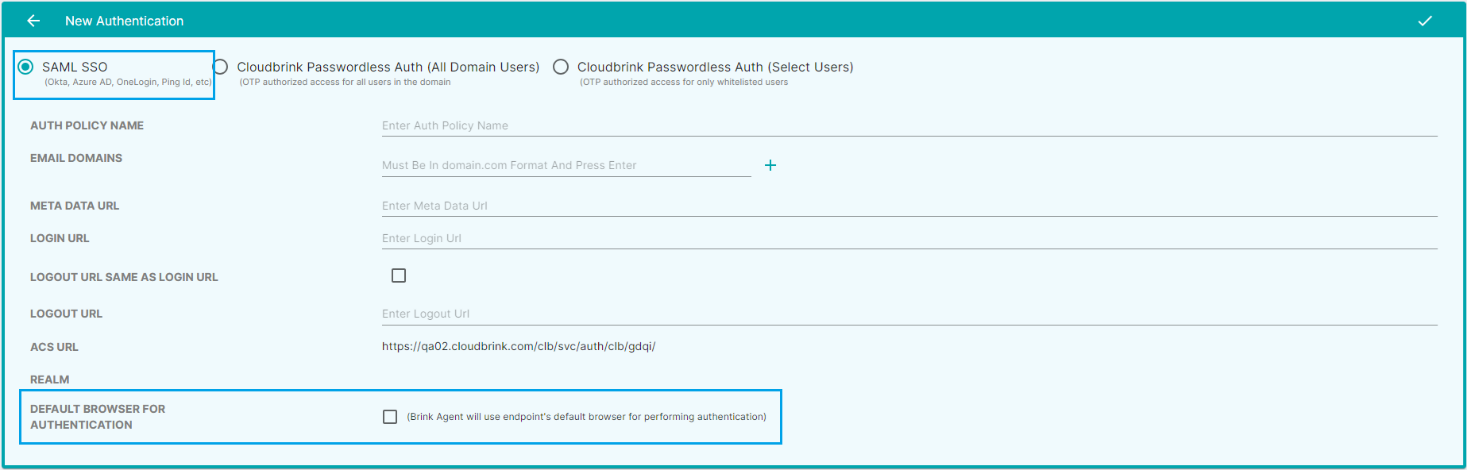 New Authentication
SAML SSO
(Okta, Azure AD, OneLogin, Ping Id, etc)
Cloudbrink Passwordless Auth (All Domain Users)
(OTP authorized access for all users in the domain
Cloudbrink Passwordless Auth (Select Users)
(OTP authorized access for only whitelisted users
AUTH POLICY NAME
Enter Auth Policy Name
EMAIL DOMAINS
Must Be In domain.com Format And Press Enter
META DATA URL
Enter Meta Data Url
LOGIN URL
Enter Login Url
LOGOUT URL SAME AS LOGIN URL
LOGOUT URL
Enter Logout Url
ACS URL
https://qa02.cloudbrink.com/clb/svc/auth/clb/gdqi/
REALM
DEFAULT BROWSER FOR
AUTHENTICATION
(Brink Agent will use endpoint's default browser for performing authentication)